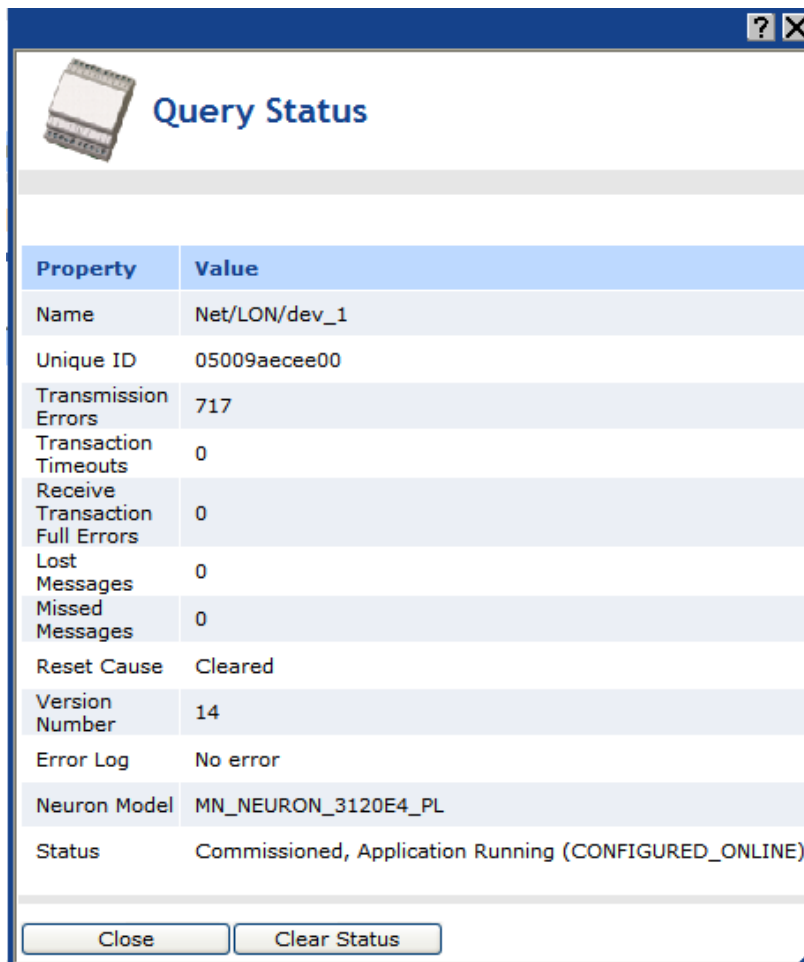 Query Status
Property Value
Name Net/LON/dev_1
Unique ID 05009aecee00
Transmission
Errors 717
Transaction
Timeouts 0
Receive
Transaction
Full Errors 0
Lost
Messages 0
Missed
Messages 0
Reset Cause Cleared
Version
Number 14
Error Log No error
Neuron Model MN_NEURON_3120E4_PL
Status Commissioned, Application Running (CONFIGURED_ONLINE)
Close Clear Status